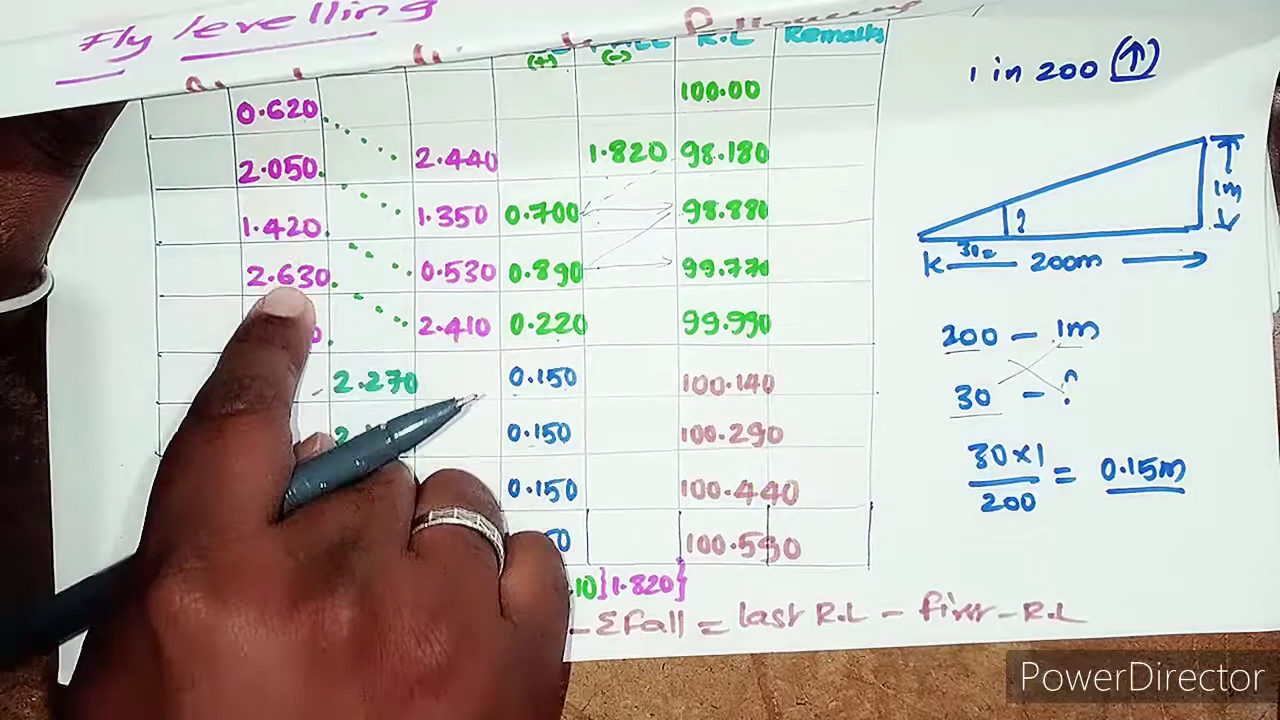 Fly levelling
R.L Remarks
(+) (-)
0.620 100.00
2.050 2.440 1.820 98.180
1.420 1.350 0.700 98.880
2.630 0.530 0.890 99.770
2.410 0.220 99.990
2.270 0.150 100.140
0.150 100.290
0.150 100.440
100.590
10}1.820}
- Σfall = last R.L - first - R.L
1 in 200 (↑)
1m
?
30m 200m
200 - 1m
30 - ?
30×1
200
= 0.15m
PowerDirector